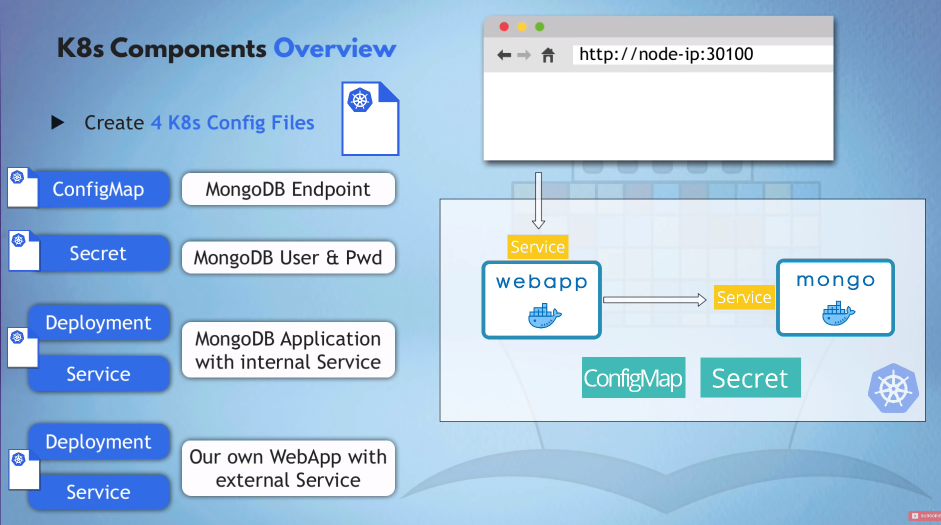 K8s Components Overview
Create 4 K8s Config Files
ConfigMap
MongoDB Endpoint
Secret
MongoDB User & Pwd
Deployment
Service
MongoDB Application
with internal Service
Deployment
Service
Our own WebApp with
external Service
http://node-ip:30100
Service
webapp
Service
mongo
ConfigMap
Secret